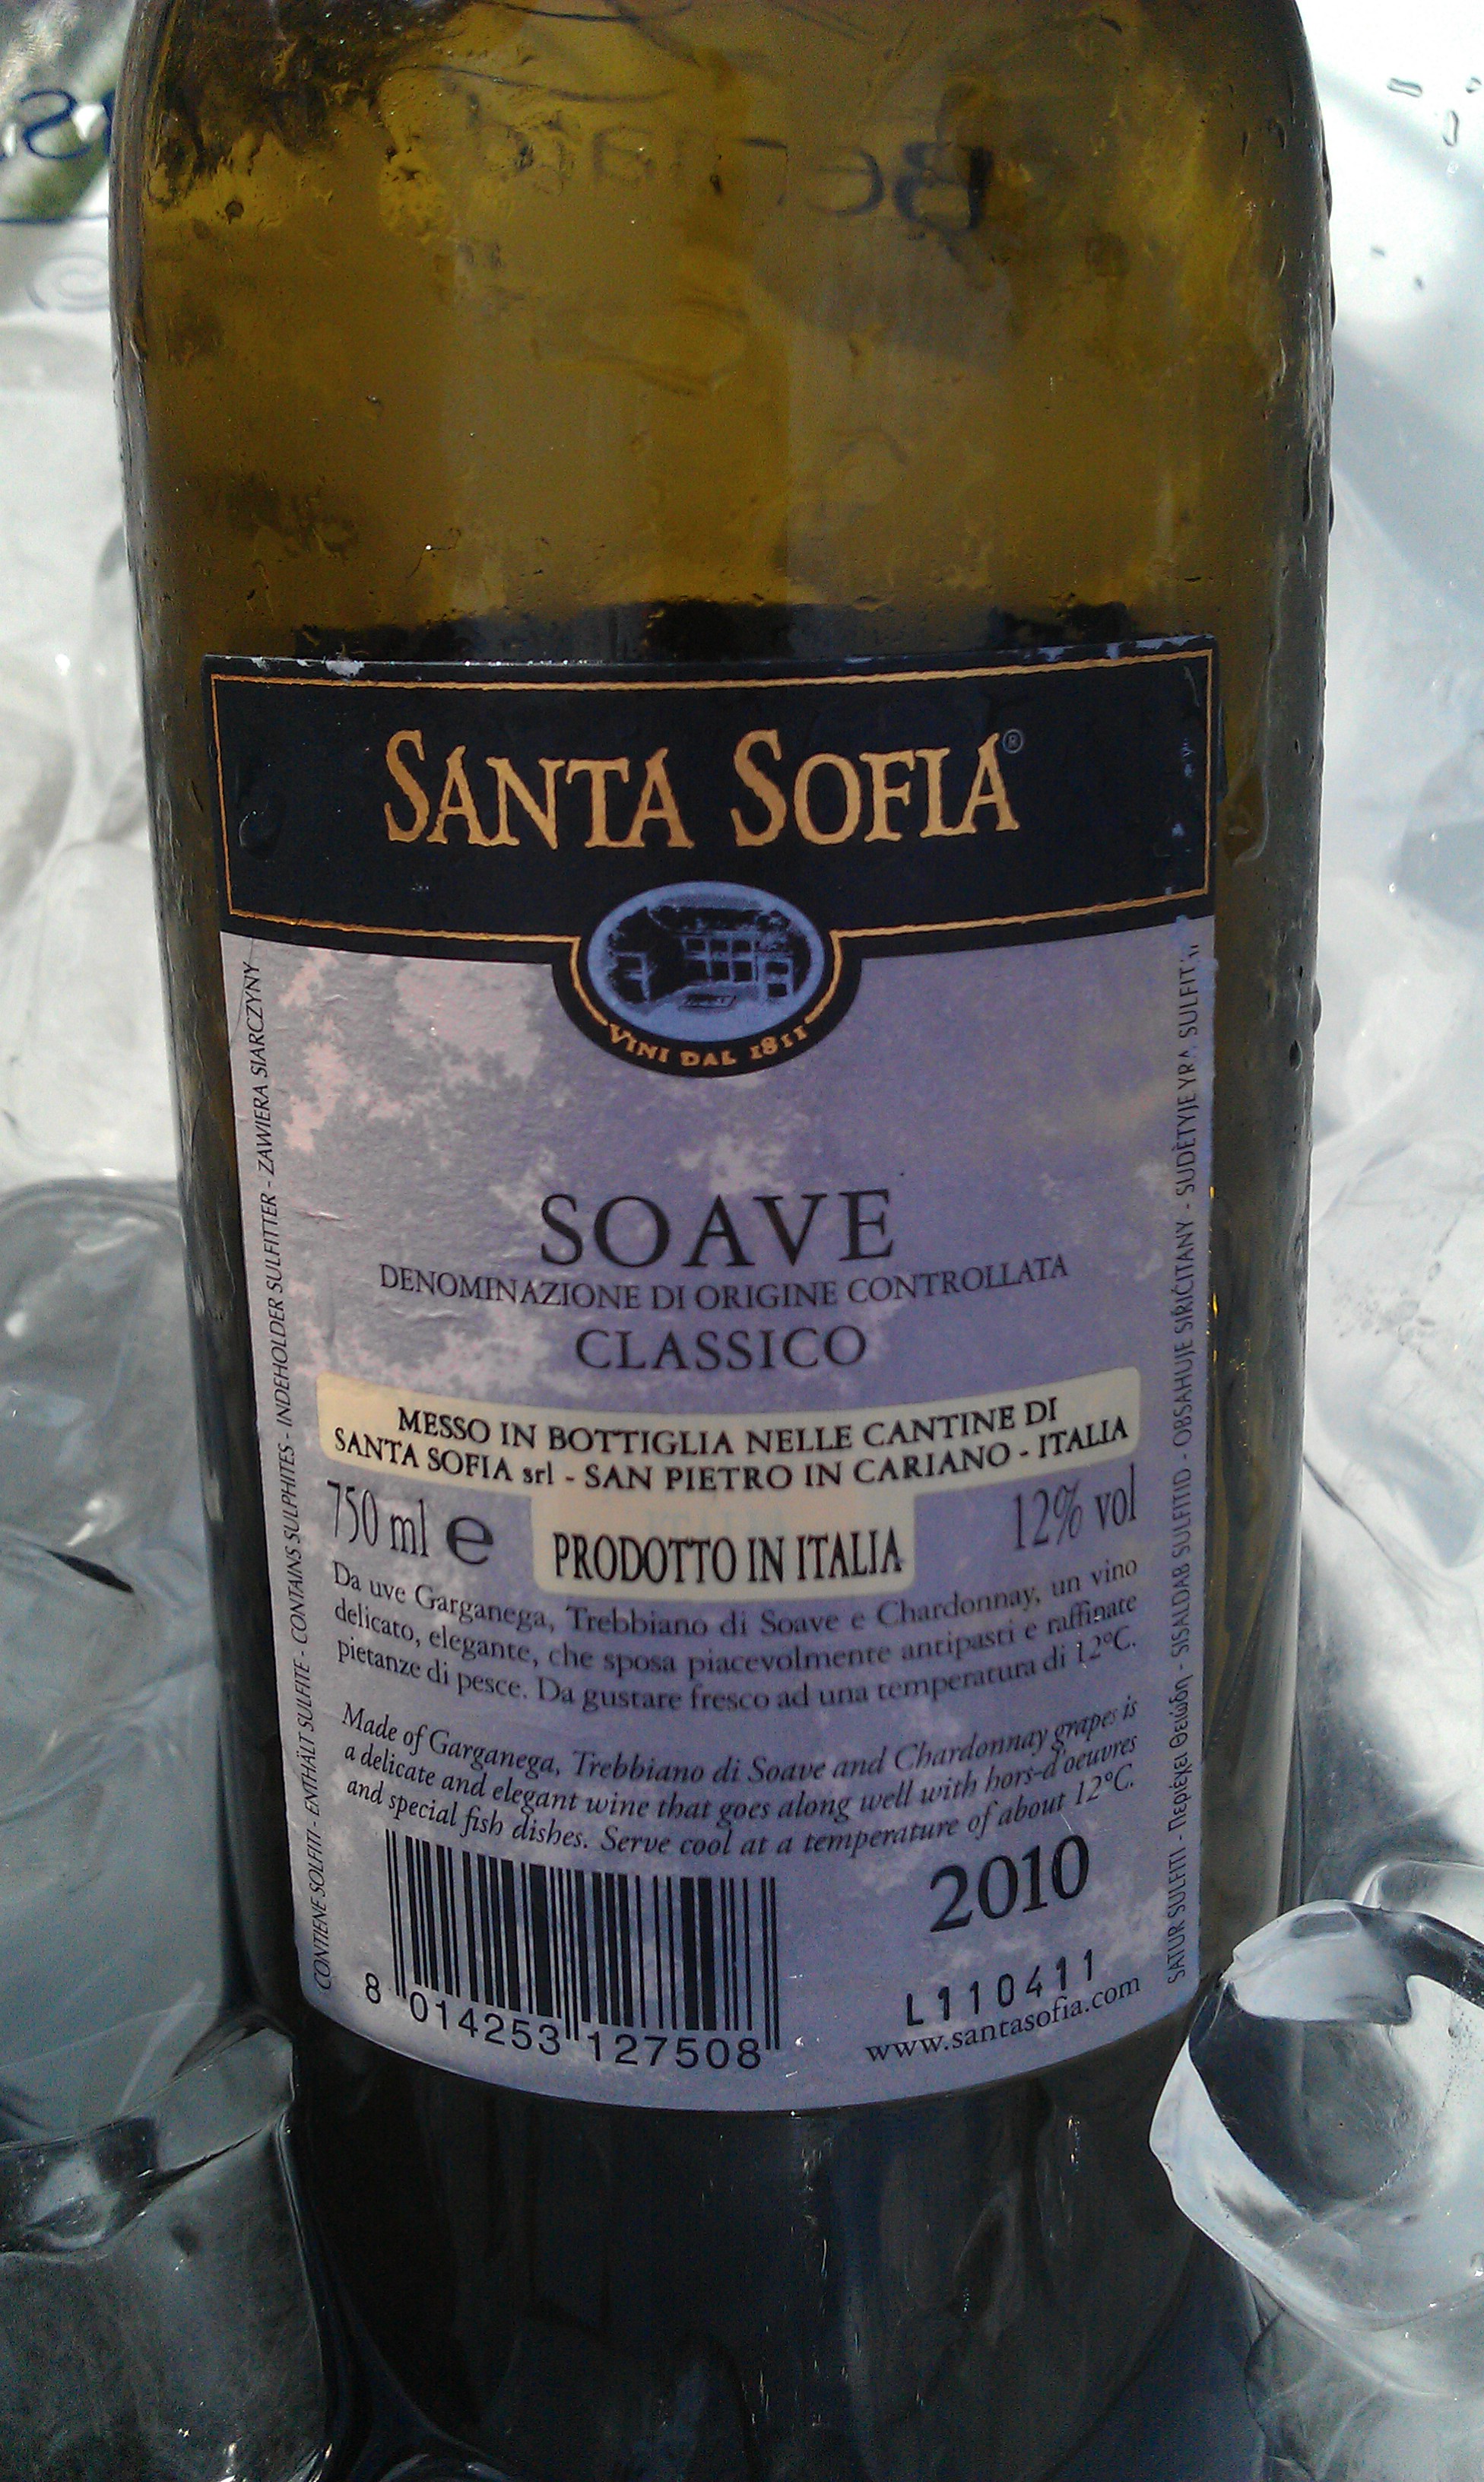 SANTA SOFIA®
VINI DAL 1811
SOAVE
DENOMINAZIONE DI ORIGINE CONTROLLATA
CLASSICO
MESSO IN BOTTIGLIA NELLE CANTINE DI
SANTA SOFIA srl - SAN PIETRO IN CARIANO - ITALIA
750 ml e
PRODOTTO IN ITALIA
12% vol
Da uve Garganega, Trebbiano di Soave e Chardonnay, un vino
delicato, elegante, che sposa piacevolmente antipasti e raffinate
pietanze di pesce. Da gustare fresco ad una temperatura di 12°C.
Made of Garganega, Trebbiano di Soave and Chardonnay grapes is
a delicate and elegant wine that goes along well with hors-d'oeuvres
and special fish dishes. Serve cool at a temperature of about 12°C.
8 014253 127508
2010
L110411
www.santasofia.com
CONTIENE SOLFITI - ENTHÄLT SULFITE - CONTAINS SULPHITES - INDEHOLDER SULFITTER - ZAWIERA SIARCZYNY
SATUR SULFITI - Περιέχει Θειώδη - SISALDAB SULFITID - OBSAHUJE SIŘIČITANY - SUDĖTYJE YRA